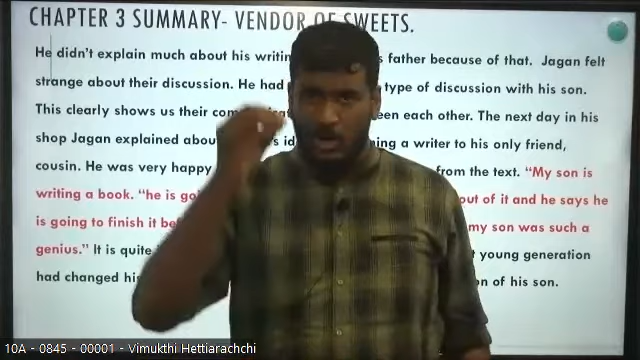 CHAPTER 3 SUMMARY- VENDOR OF SWEETS.
He didn't explain much about his writin s father because of that. Jagan felt
strange about their discussion. He had type of discussion with his son.
This clearly shows us their com een each other. The next day in his
shop Jagan explained about s ing a writer to his only friend,
cousin. He was very happy from the text. "My son is
writing a book. "he is go out of it and he says he
is going to finish it be my son was such a
genius." It is quite t young generation
had changed hi on of his son.
10A - 0845 - 00001 - Vimukthi Hettiarachchi